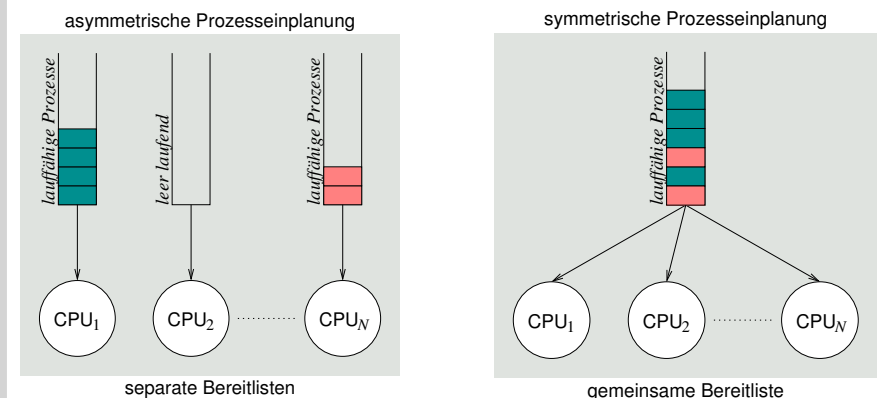 asymmetrische Prozesseinplanung
lauffähige Prozesse
leer laufend
lauffähige Prozesse
CPU1
CPU2
CPUN
separate Bereitlisten
symmetrische Prozesseinplanung
lauffähige Prozesse
CPU1
CPU2
CPUN
gemeinsame Bereitliste